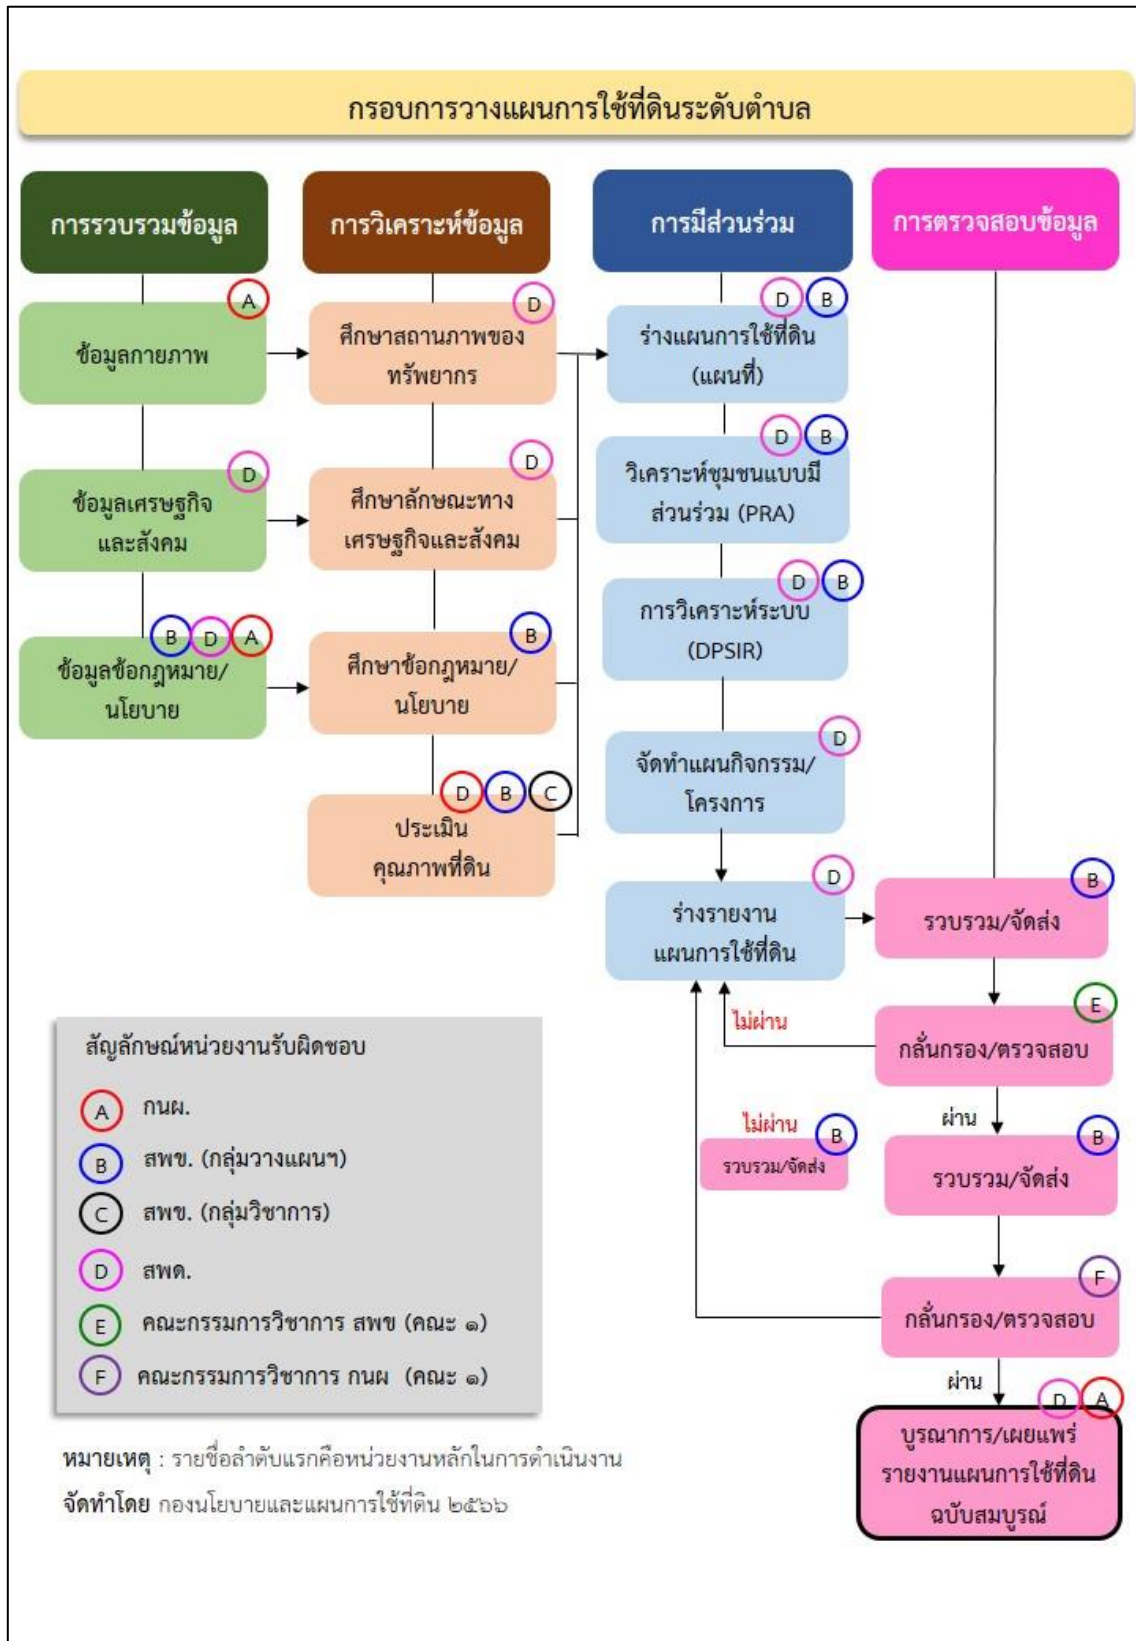 กรอบการวางแผนการใช้ที่ดินระดับตำบล
การรวบรวมข้อมูล
A
ข้อมูลกายภาพ
D
ข้อมูลเศรษฐกิจ
และสังคม
B D A
ข้อมูลข้อกฎหมาย/
นโยบาย
การวิเคราะห์ข้อมูล
D
ศึกษาสถานภาพของ
ทรัพยากร
D
ศึกษาลักษณะทาง
เศรษฐกิจและสังคม
B
ศึกษาข้อกฎหมาย/
นโยบาย
D B C
ประเมิน
คุณภาพที่ดิน
การมีส่วนร่วม
D B
ร่างแผนการใช้ที่ดิน
(แผนที่)
D B
วิเคราะห์ชุมชนแบบมี
ส่วนร่วม (PRA)
D B
การวิเคราะห์ระบบ
(DPSIR)
D
จัดทำแผนกิจกรรม/
โครงการ
D
ร่างรายงาน
แผนการใช้ที่ดิน
การตรวจสอบข้อมูล
B
รวบรวม/จัดส่ง
E
กลั่นกรอง/ตรวจสอบ
ไม่ผ่าน
ผ่าน
B
รวบรวม/จัดส่ง
ไม่ผ่าน
B
รวบรวม/จัดส่ง
F
กลั่นกรอง/ตรวจสอบ
ผ่าน
D A
บูรณาการ/เผยแพร่
รายงานแผนการใช้ที่ดิน
ฉบับสมบูรณ์
สัญลักษณ์หน่วยงานรับผิดชอบ
A กนผ.
B สพข. (กลุ่มวางแผนฯ)
C สพข. (กลุ่มวิชาการ)
D สพด.
E คณะกรรมการวิชาการ สพข (คณะ ๑)
F คณะกรรมการวิชาการ กนผ (คณะ ๑)
หมายเหตุ : รายชื่อลำดับแรกคือหน่วยงานหลักในการดำเนินงาน
จัดทำโดย กองนโยบายและแผนการใช้ที่ดิน ๒๕๖๖